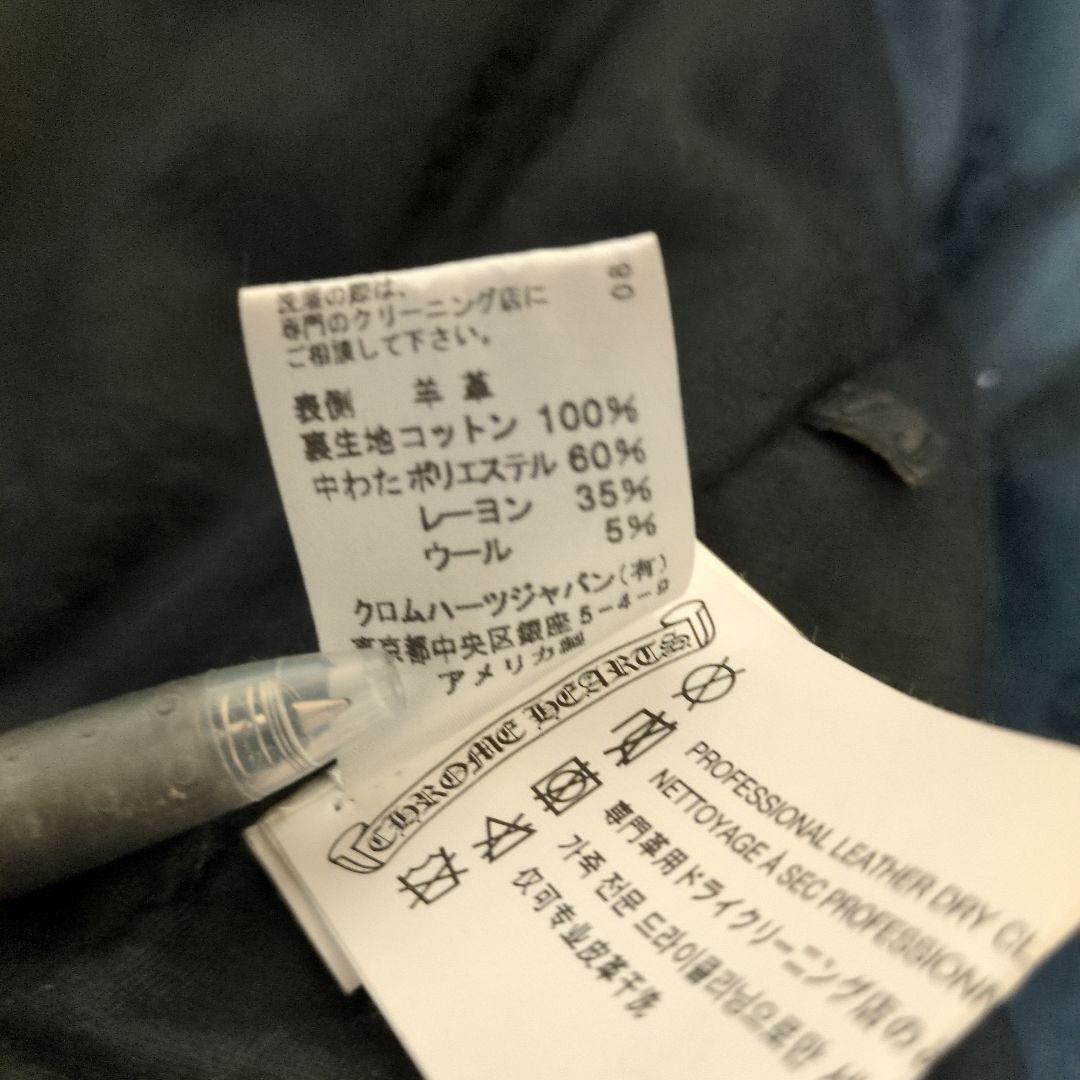 洗濯の際は、
専門のクリーニング店に
ご相談して下さい。
08
表側 羊革
裏生地 コットン 100%
中わた ポリエステル 60%
レーヨン 35%
ウール 5%
クロムハーツジャパン(有)
東京都中央区銀座5-4-9
アメリカ製
CHROME HEARTS
PROFESSIONAL LEATHER DRY CL
NETTOYAGE À SEC PROFESSIONN
専門革用ドライクリーニング店の
가죽 전문 드라이클리닝으로만
仅可专业皮革干洗